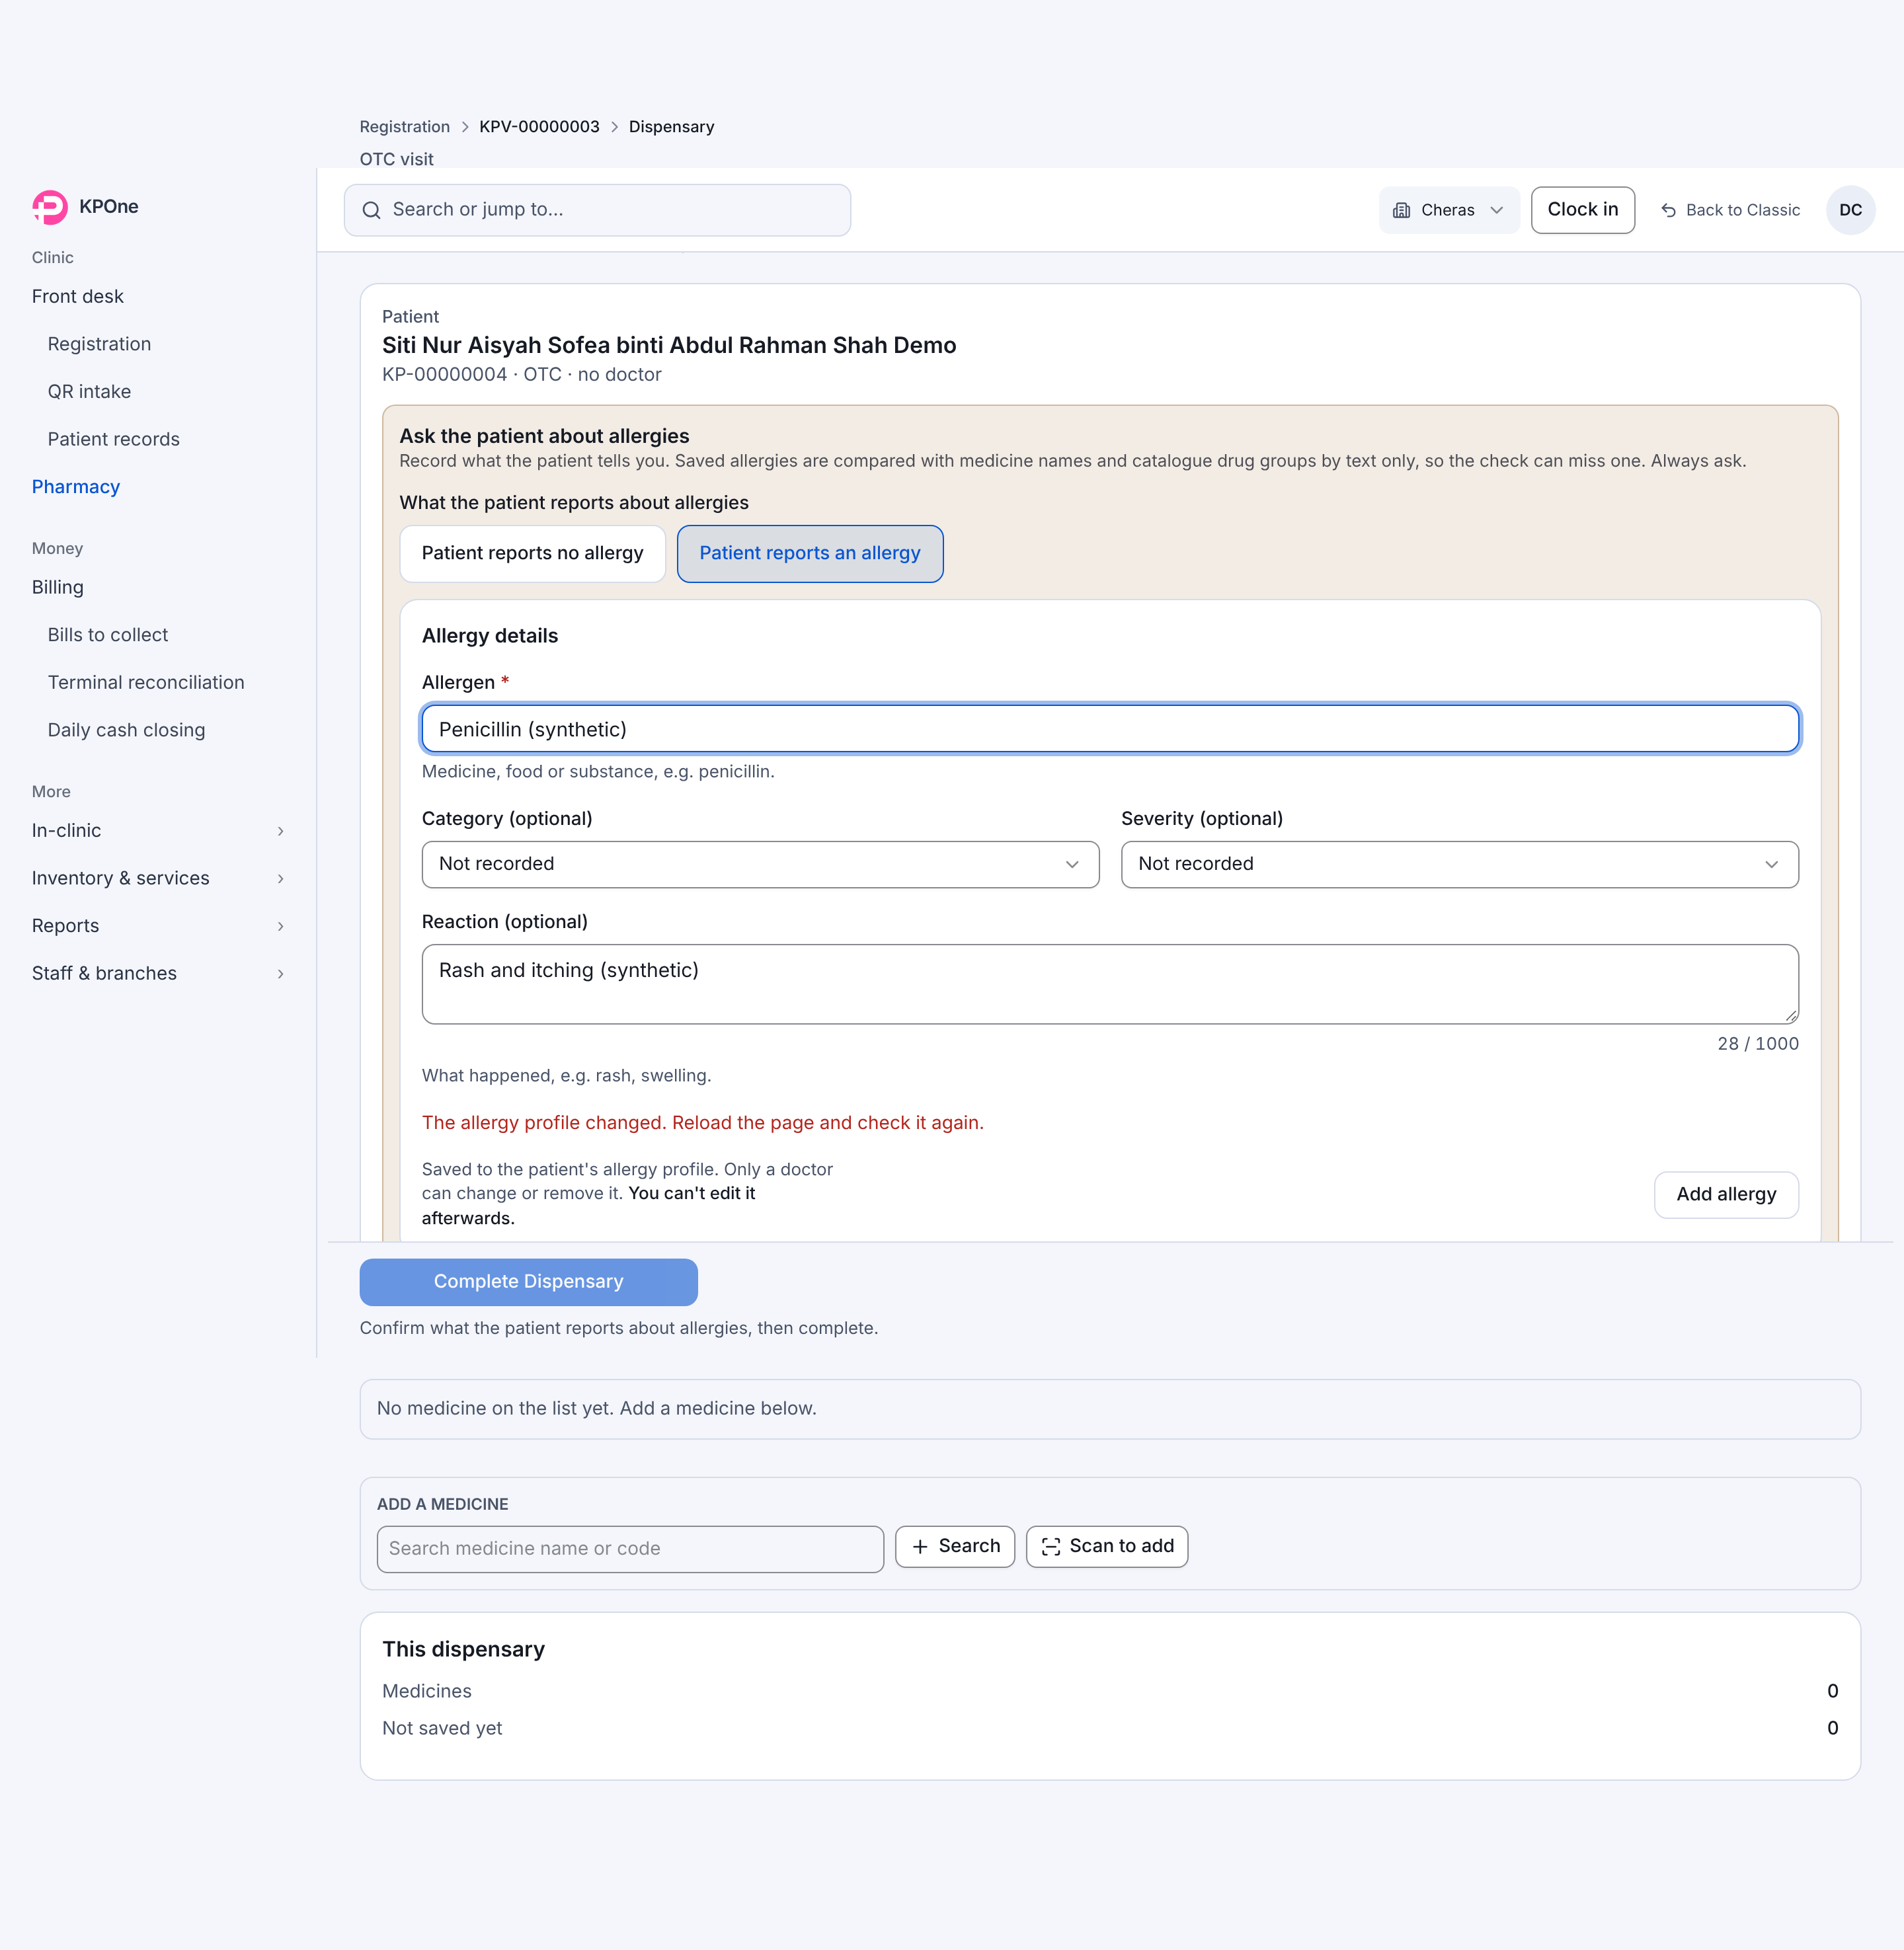 Registration > KPV-00000003 > Dispensary
OTC visit
KPOne
Search or jump to...
Cheras
Clock in
Back to Classic
DC
Clinic
Front desk
Registration
QR intake
Patient records
Pharmacy
Money
Billing
Bills to collect
Terminal reconciliation
Daily cash closing
More
In-clinic
Inventory & services
Reports
Staff & branches
Patient
Siti Nur Aisyah Sofea binti Abdul Rahman Shah Demo
KP-00000004 · OTC · no doctor
Ask the patient about allergies
Record what the patient tells you. Saved allergies are compared with medicine names and catalogue drug groups by text only, so the check can miss one. Always ask.
What the patient reports about allergies
Patient reports no allergy
Patient reports an allergy
Allergy details
Allergen *
Penicillin (synthetic)
Medicine, food or substance, e.g. penicillin.
Category (optional)
Not recorded
Severity (optional)
Not recorded
Reaction (optional)
Rash and itching (synthetic)
28 / 1000
What happened, e.g. rash, swelling.
The allergy profile changed. Reload the page and check it again.
Saved to the patient's allergy profile. Only a doctor
can change or remove it. You can't edit it
afterwards.
Add allergy
Complete Dispensary
Confirm what the patient reports about allergies, then complete.
No medicine on the list yet. Add a medicine below.
ADD A MEDICINE
Search medicine name or code
Search
Scan to add
This dispensary
Medicines 0
Not saved yet 0